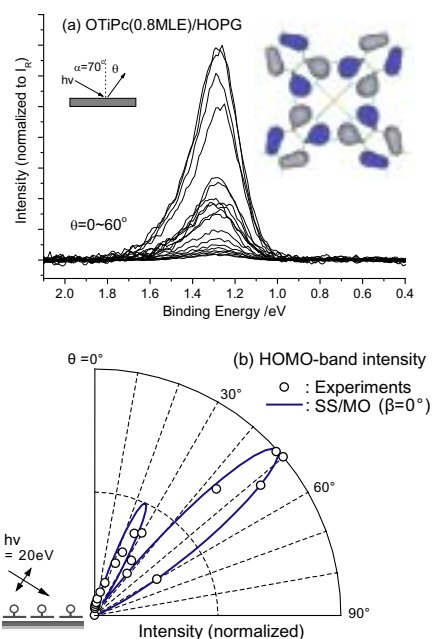 (a) OTiPc(0.8MLE)/HOPG
α=70°
θ
hν
θ=0~60°
Intensity (normalized to I_R)
2.0 1.8 1.6 1.4 1.2 1.0 0.8 0.6 0.4
Binding Energy /eV
θ =0°
(b) HOMO-band intensity
: Experiments
: SS/MO (β=0°)
30°
60°
hν
= 20eV
90°
Intensity (normalized)